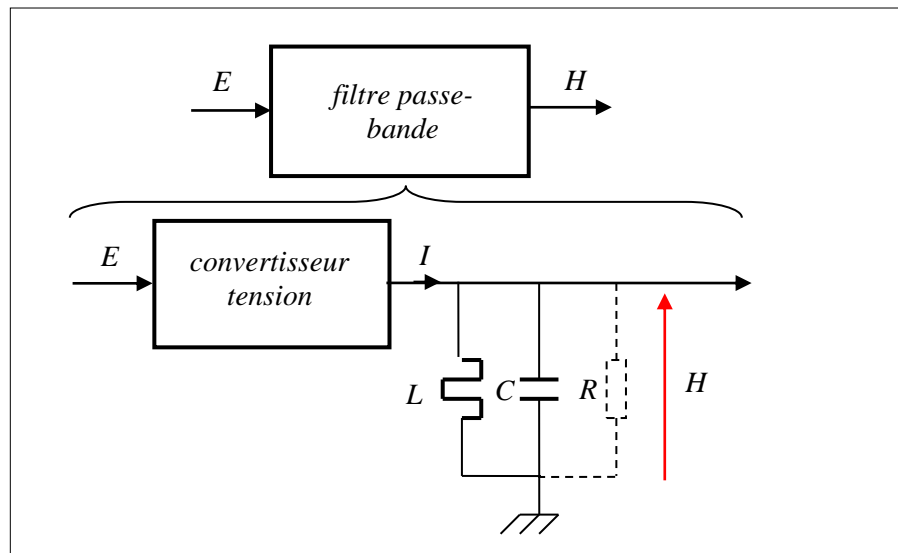 E
filtre passe-
bande
H
E
convertisseur
tension
I
L
C
R
H